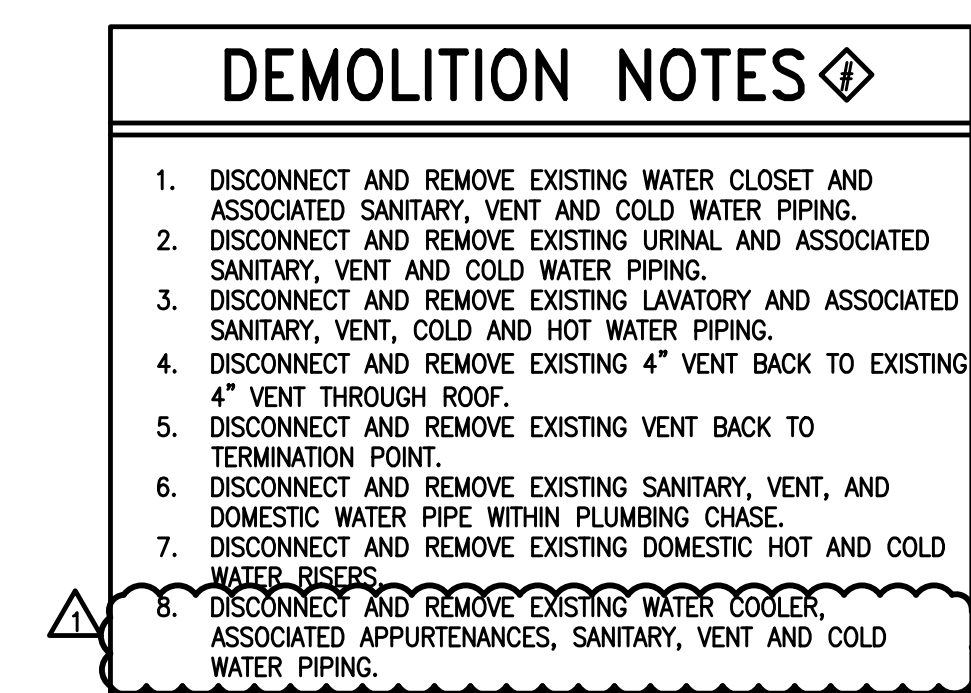 DEMOLITION NOTES #
1. DISCONNECT AND REMOVE EXISTING WATER CLOSET AND
ASSOCIATED SANITARY, VENT AND COLD WATER PIPING.
2. DISCONNECT AND REMOVE EXISTING URINAL AND ASSOCIATED
SANITARY, VENT AND COLD WATER PIPING.
3. DISCONNECT AND REMOVE EXISTING LAVATORY AND ASSOCIATED
SANITARY, VENT, COLD AND HOT WATER PIPING.
4. DISCONNECT AND REMOVE EXISTING 4" VENT BACK TO EXISTING
4" VENT THROUGH ROOF.
5. DISCONNECT AND REMOVE EXISTING VENT BACK TO
TERMINATION POINT.
6. DISCONNECT AND REMOVE EXISTING SANITARY, VENT, AND
DOMESTIC WATER PIPE WITHIN PLUMBING CHASE.
7. DISCONNECT AND REMOVE EXISTING DOMESTIC HOT AND COLD
WATER RISERS.
1 8. DISCONNECT AND REMOVE EXISTING WATER COOLER,
ASSOCIATED APPURTENANCES, SANITARY, VENT AND COLD
WATER PIPING.